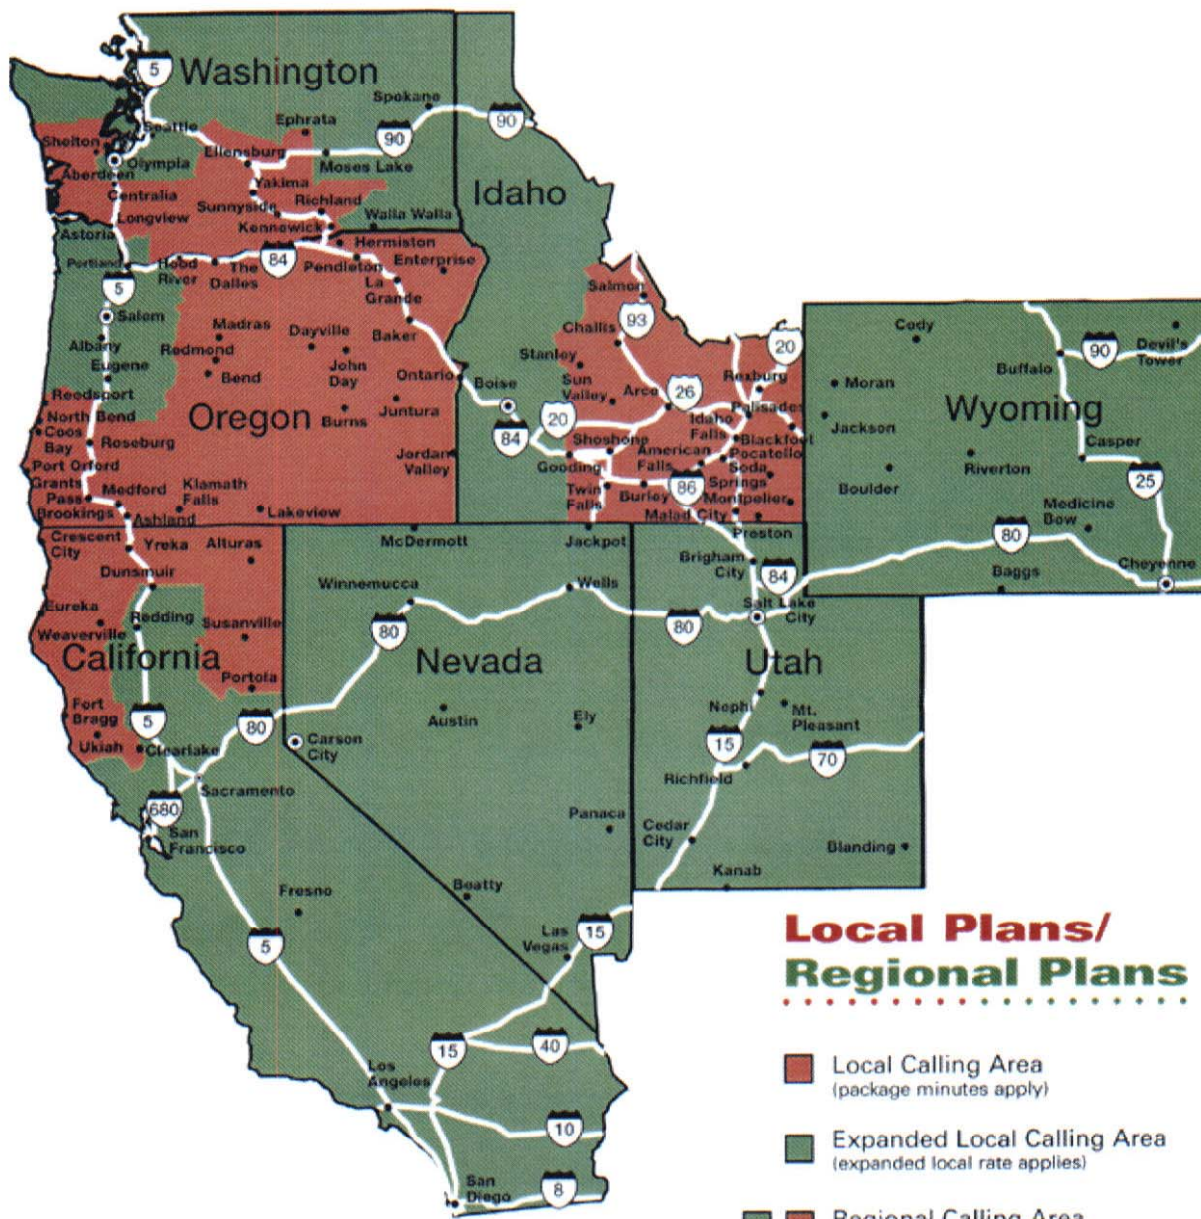 5
Washington
Spokane
90
90
Ephrata
Seattle
Shelton
Olympia
Ellensburg
Moses Lake
Aberdeen
Yakima
Idaho
Centralia
Sunnyside
Richland
Longview
Walla Walla
Kennewick
Astoria
Hermiston
Portland
Hood
River
The
Dalles
84
Pendleton
Enterprise
La
Grande
5
Salem
Albany
Eugene
Madras
Redmond
Bend
Dayville
John
Day
Baker
Ontario
Boise
Salmon
93
Challis
Stanley
Sun
Valley
Arco
26
Rexburg
20
Reedsport
North Bend
Coos
Bay
Roseburg
Oregon
Burns
Juntura
20
84
Idaho
Falls
Palisades
Blackfoot
Pocatello
Shoshone
Gooding
American
Falls
Soda
Springs
Port Orford
Grants
Pass
Brookings
Medford
Ashland
Klamath
Falls
Lakeview
Jordan
Valley
Twin
Falls
Burley
86
Montpelier
Malad City
Preston
Cody
Buffalo
90
Devil's
Tower
Moran
Wyoming
Jackson
Casper
Riverton
Boulder
25
Medicine
Bow
80
Cheyenne
Baggs
Crescent
City
Yreka
Alturas
McDermott
Jackpot
Brigham
City
84
Dunsmuir
Winnemucca
Wells
Eureka
Weaverville
Redding
Susanville
80
80
Salt Lake
City
California
Nevada
Utah
Portola
Fort
Bragg
5
80
Austin
Ely
Nephi
Mt.
Pleasant
Ukiah
Clearlake
Carson
City
15
70
Richfield
Sacramento
680
San
Francisco
Panaca
Cedar
City
Blanding
Kanab
Fresno
Beatty
5
Las
Vegas
15
15
40
Los
Angeles
10
San
Diego
8
Local Plans/
Regional Plans
Local Calling Area
(package minutes apply)
Expanded Local Calling Area
(expanded local rate applies)
Regional Calling Area